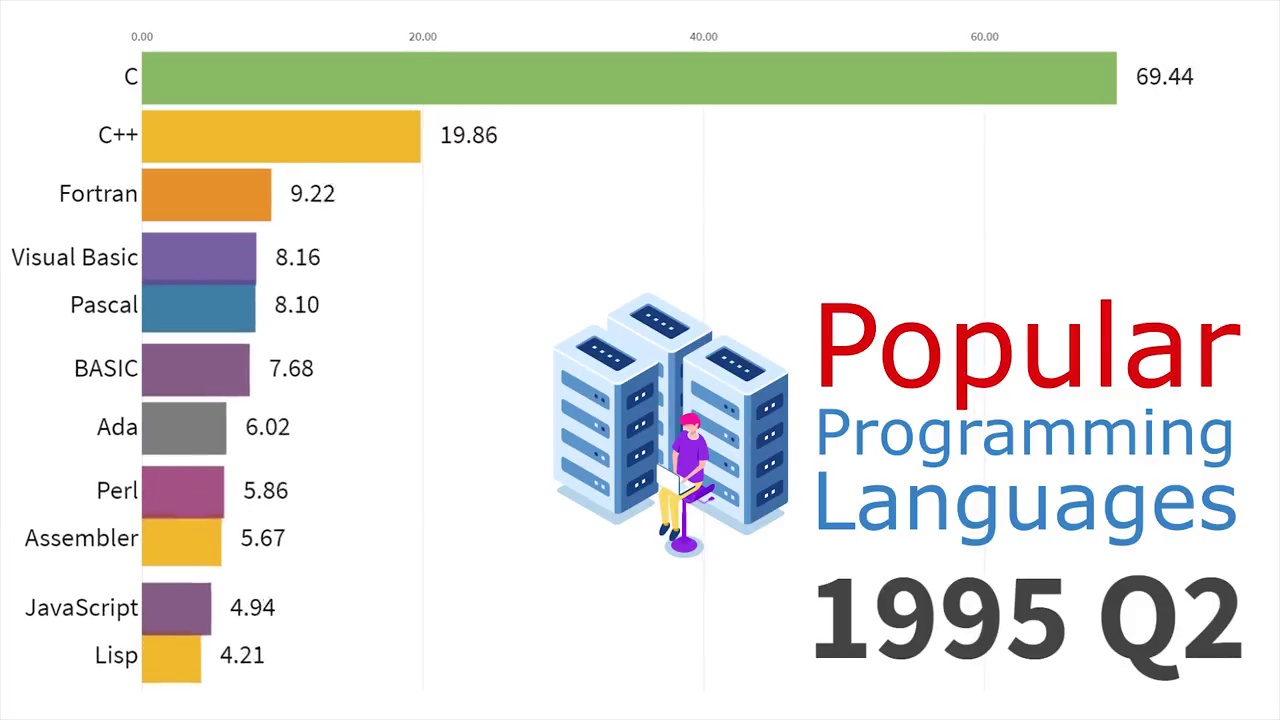 0.00 20.00 40.00 60.00
C 69.44
C++ 19.86
Fortran 9.22
Visual Basic 8.16
Pascal 8.10
BASIC 7.68
Ada 6.02
Perl 5.86
Assembler 5.67
JavaScript 4.94
Lisp 4.21
Popular
Programming
Languages
1995 Q2